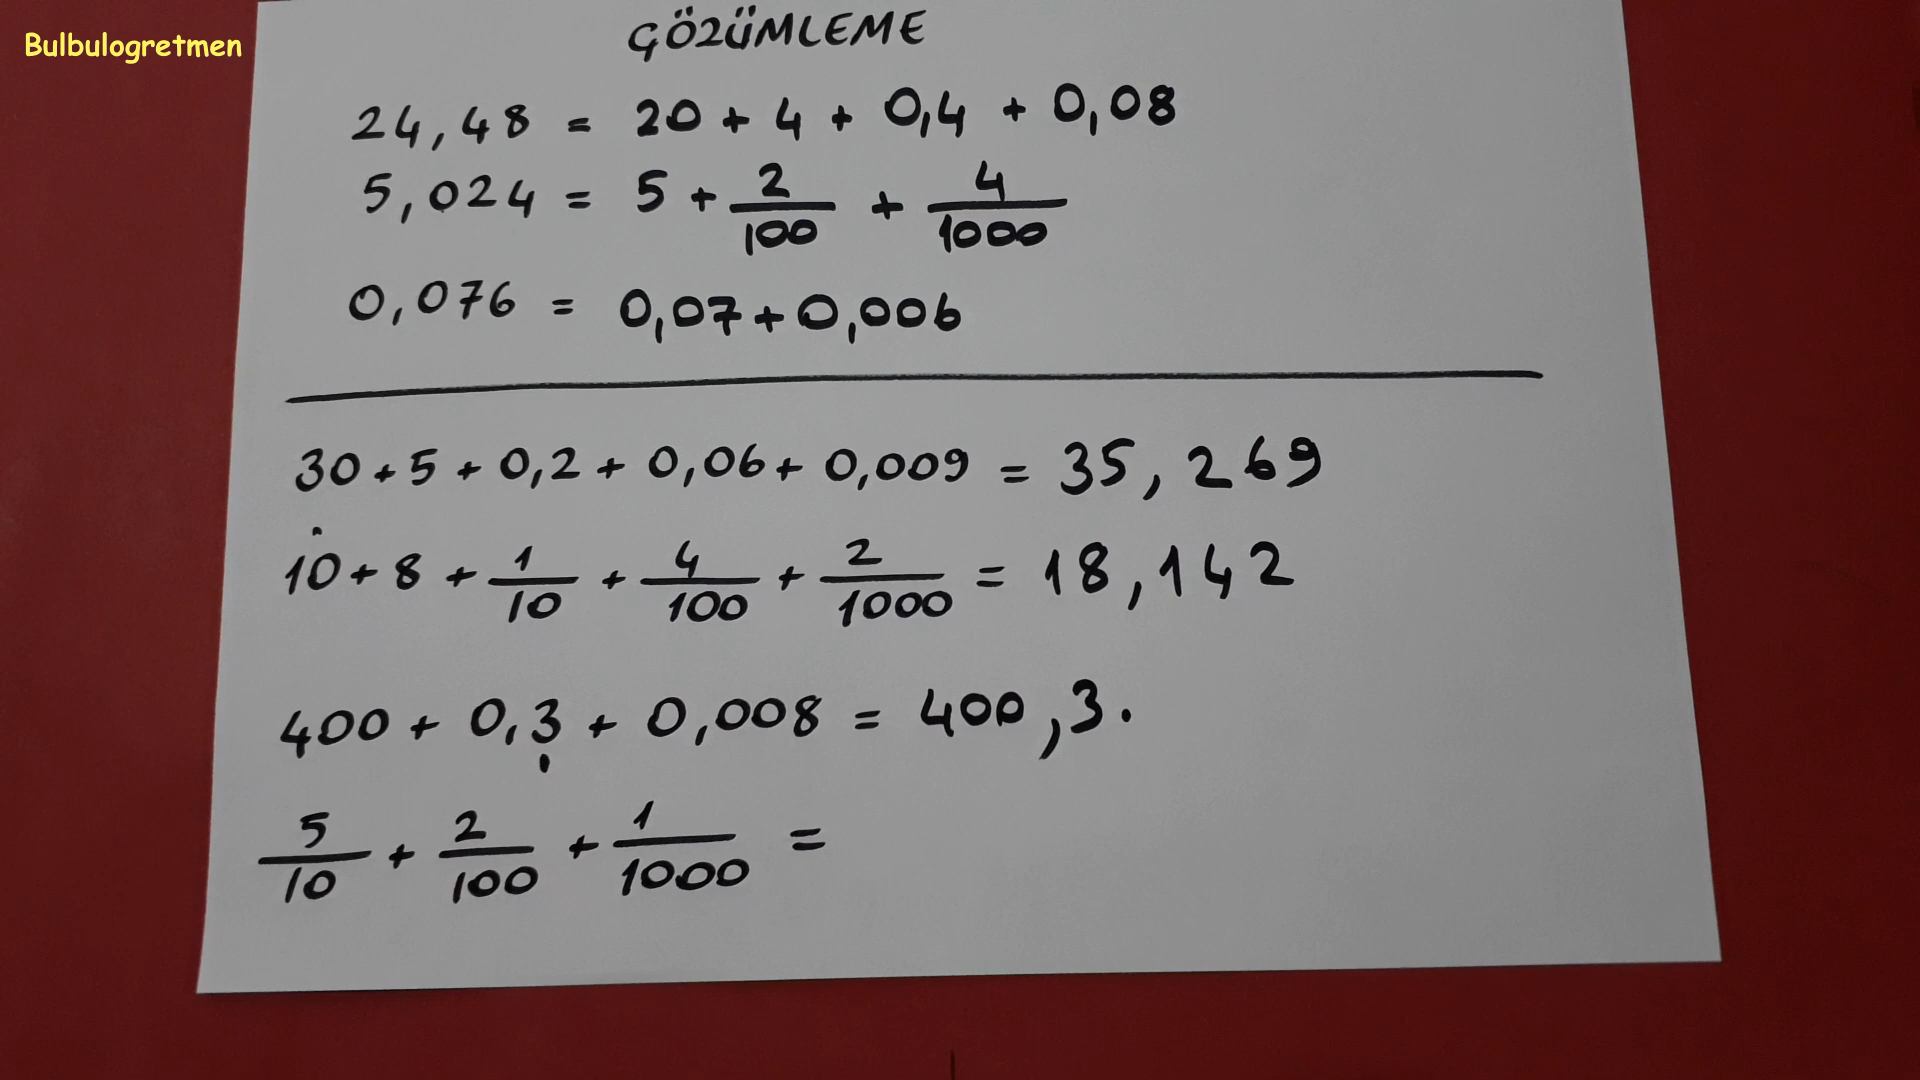 Bulbulogretmen
ÇÖZÜMLEME
24,48 = 20 + 4 + 0,4 + 0,08
5,024 = 5 + 2/100 + 4/1000
0,076 = 0,07 + 0,006
30 + 5 + 0,2 + 0,06 + 0,009 = 35,269
10 + 8 + 1/10 + 4/100 + 2/1000 = 18,142
400 + 0,3 + 0,008 = 400,3.
5/10 + 2/100 + 1/1000 =